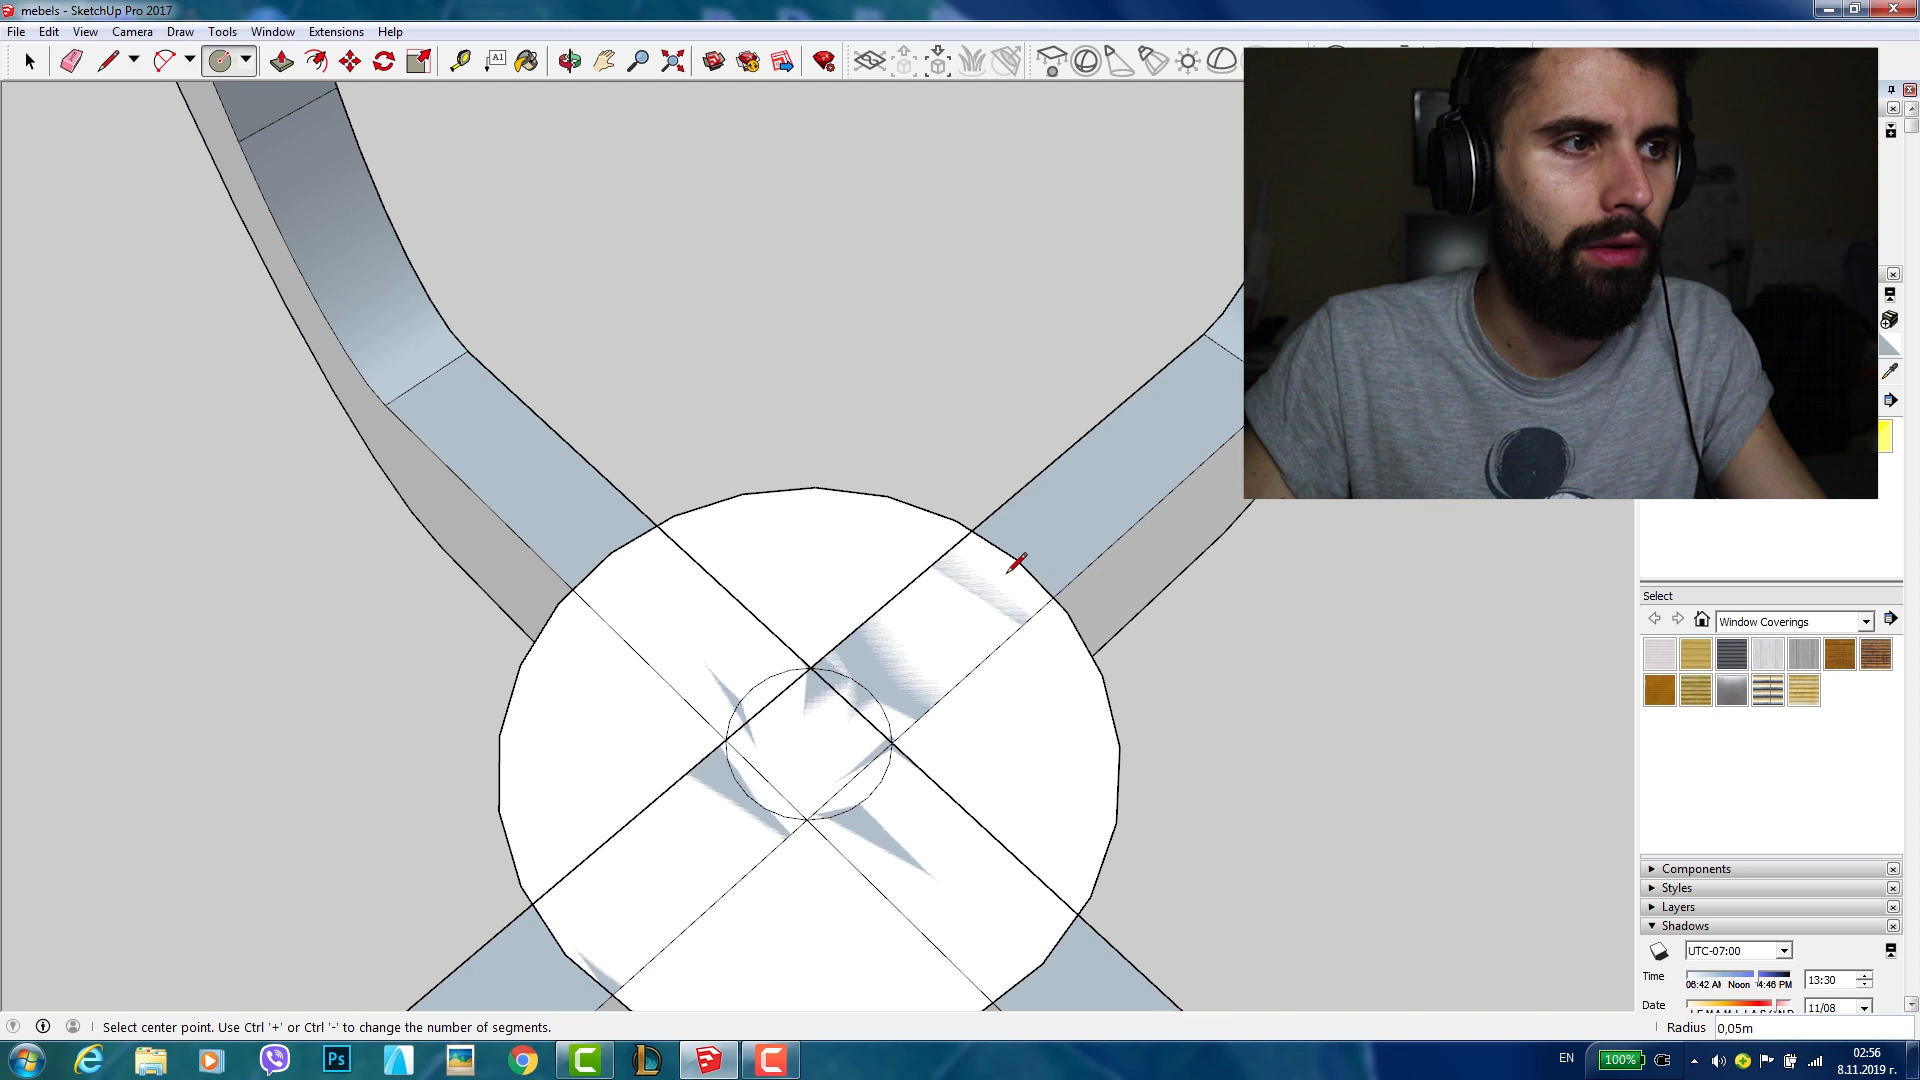 mebels - SketchUp Pro 2017
File Edit View Camera Draw Tools Window Extensions Help
A1
Select
Window Coverings
Components
Styles
Layers
Shadows
UTC-07:00
Time
06:42 AM Noon 4:46 PM
13:30
Date
J F M A M J J A S O N D
11/08
Select center point. Use Ctrl '+' or Ctrl '-' to change the number of segments.
Radius 0,05m
Ps
EN
100%
02:56
8.11.2019 г.